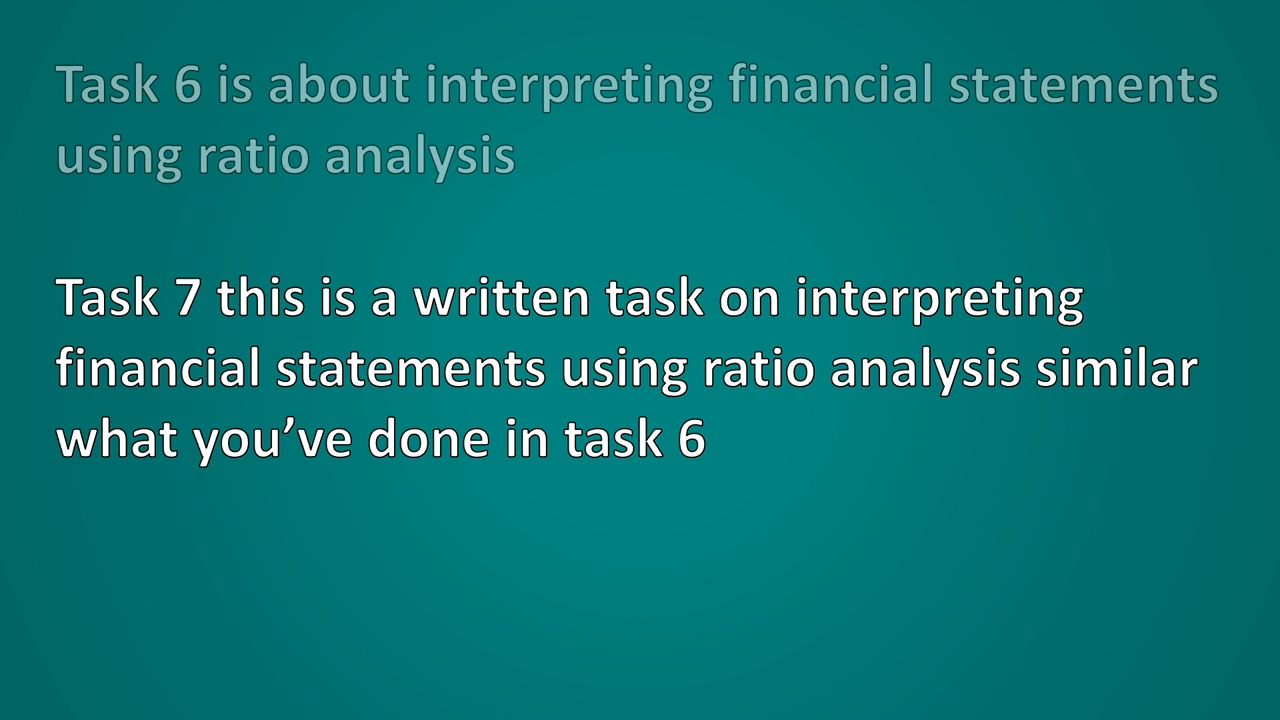 Task 6 is about interpreting financial statements
using ratio analysis
Task 7 this is a written task on interpreting
financial statements using ratio analysis similar
what you’ve done in task 6